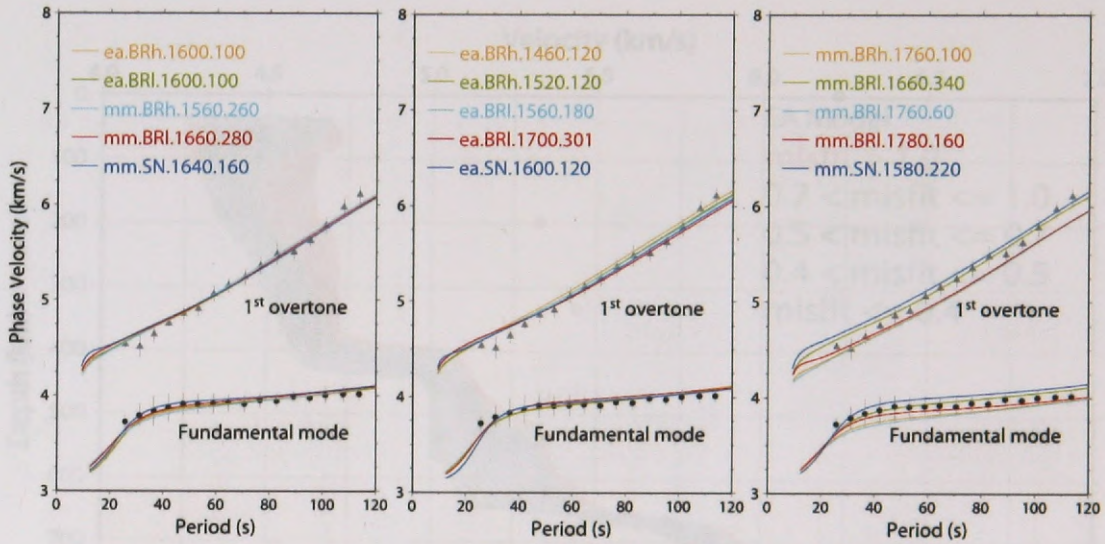 8
7
6
5
4
3
Phase Velocity (km/s)
ea.BRh.1600.100
ea.BRl.1600.100
mm.BRh.1560.260
mm.BRl.1660.280
mm.SN.1640.160
1st overtone
Fundamental mode
0 20 40 60 80 100 120
Period (s)
8
7
6
5
4
3
ea.BRh.1460.120
ea.BRh.1520.120
ea.BRl.1560.180
ea.BRl.1700.301
ea.SN.1600.120
1st overtone
Fundamental mode
0 20 40 60 80 100 120
Period (s)
8
7
6
5
4
3
mm.BRh.1760.100
mm.BRl.1660.340
mm.BRl.1760.60
mm.BRl.1780.160
mm.SN.1580.220
1st overtone
Fundamental mode
0 20 40 60 80 100 120
Period (s)
Velocity (km/s)